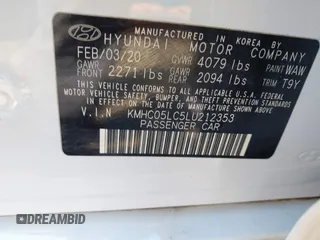 MANUFACTURED IN KOREA BY
HYUNDAI MOTOR COMPANY
FEB/03/20 GVWR 4079 lbs PAINT WAW
GAWR FRONT 2271 lbs GAWR REAR 2094 lbs TRIM T9Y
THIS VEHICLE CONFORMS TO ALL APPLICABLE
U.S. FEDERAL MOTOR VEHICLE SAFETY, BUMPER,
AND THEFT PREVENTION STANDARDS IN EFFECT
ON THE DATE OF MANUFACTURE SHOWN ABOVE.
V.I.N KMHC05LC5LU212353
PASSENGER CAR
DREAMBID
dreambid.com